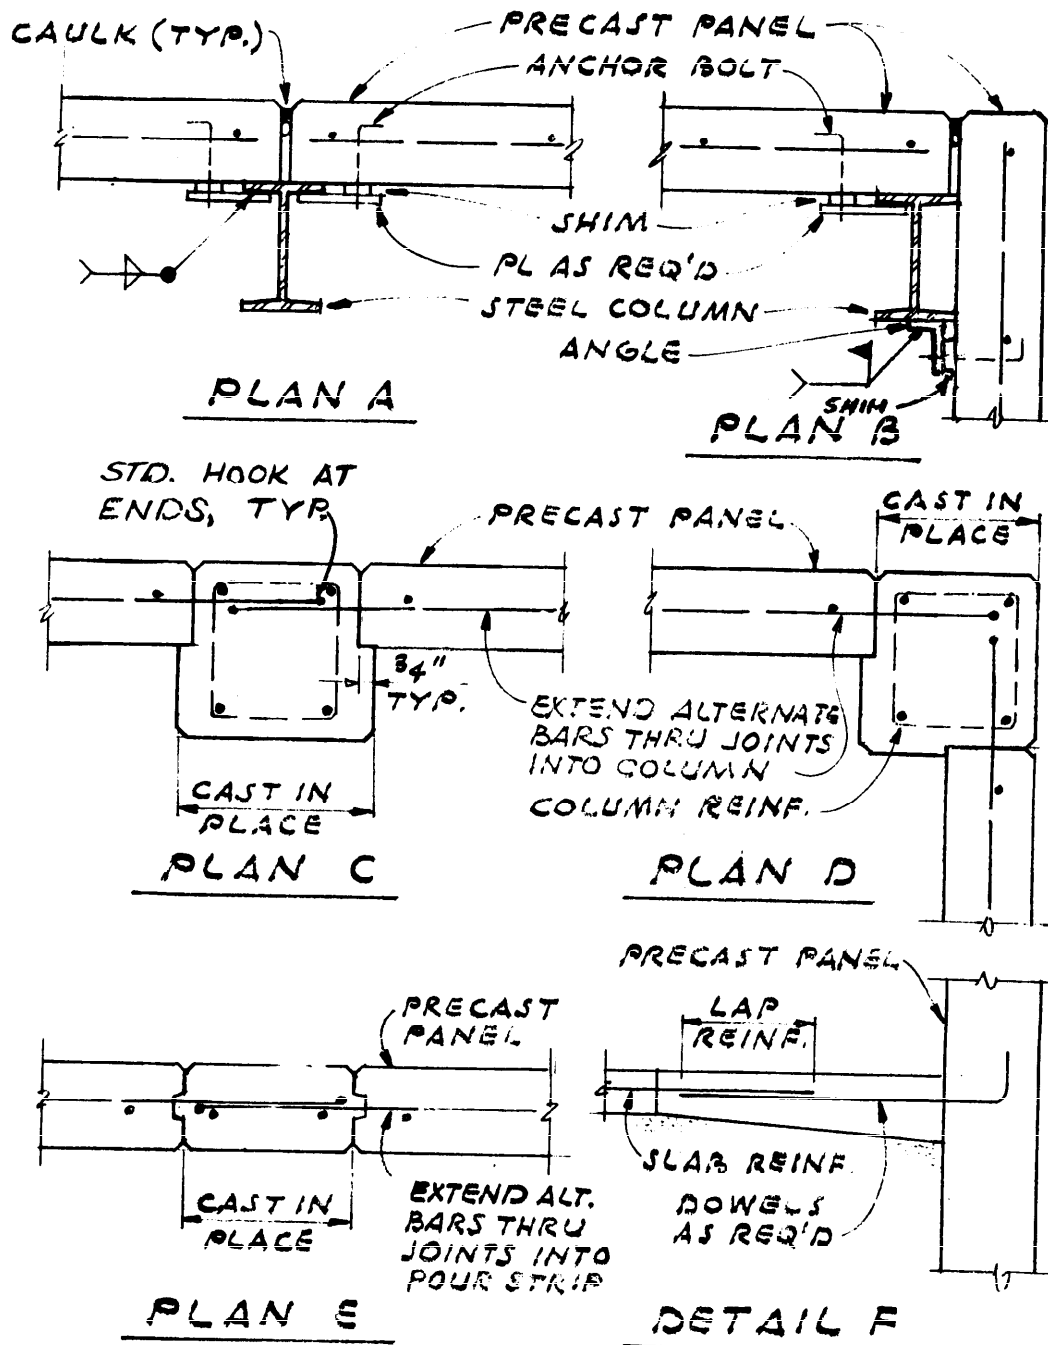 CAULK (TYP.)
PRECAST PANEL
ANCHOR BOLT
SHIM
PL AS REQ'D
STEEL COLUMN
ANGLE
SHIM
PLAN A
PLAN B
STD. HOOK AT
ENDS, TYP.
PRECAST PANEL
CAST IN
PLACE
3/4"
TYP.
EXTEND ALTERNATE
BARS THRU JOINTS
INTO COLUMN
COLUMN REINF.
CAST IN
PLACE
PLAN C
PLAN D
PRECAST PANEL
PRECAST
PANEL
LAP
REINF.
SLAB REINF.
DOWELS
AS REQ'D
CAST IN
PLACE
EXTEND ALT.
BARS THRU
JOINTS INTO
POUR STRIP
PLAN E
DETAIL F